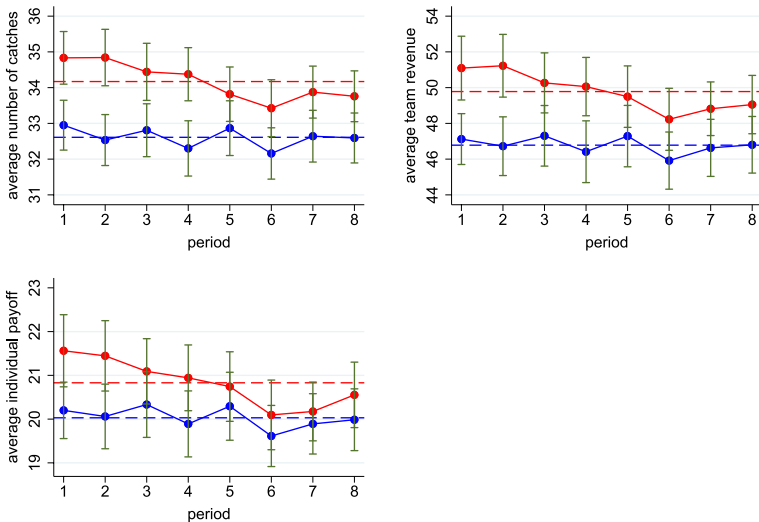 average number of catches
36
35
34
33
32
31
1 2 3 4 5 6 7 8
period
average team revenue
54
52
50
48
46
44
1 2 3 4 5 6 7 8
period
average individual payoff
23
22
21
20
19
1 2 3 4 5 6 7 8
period